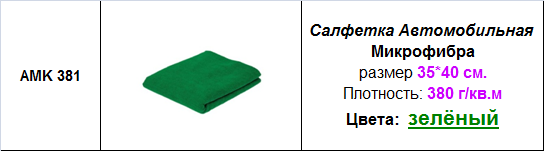 AMK 381
Салфетка Автомобильная
Микрофибра
размер 35*40 см.
Плотность: 380 г/кв.м
Цвета: зелёный